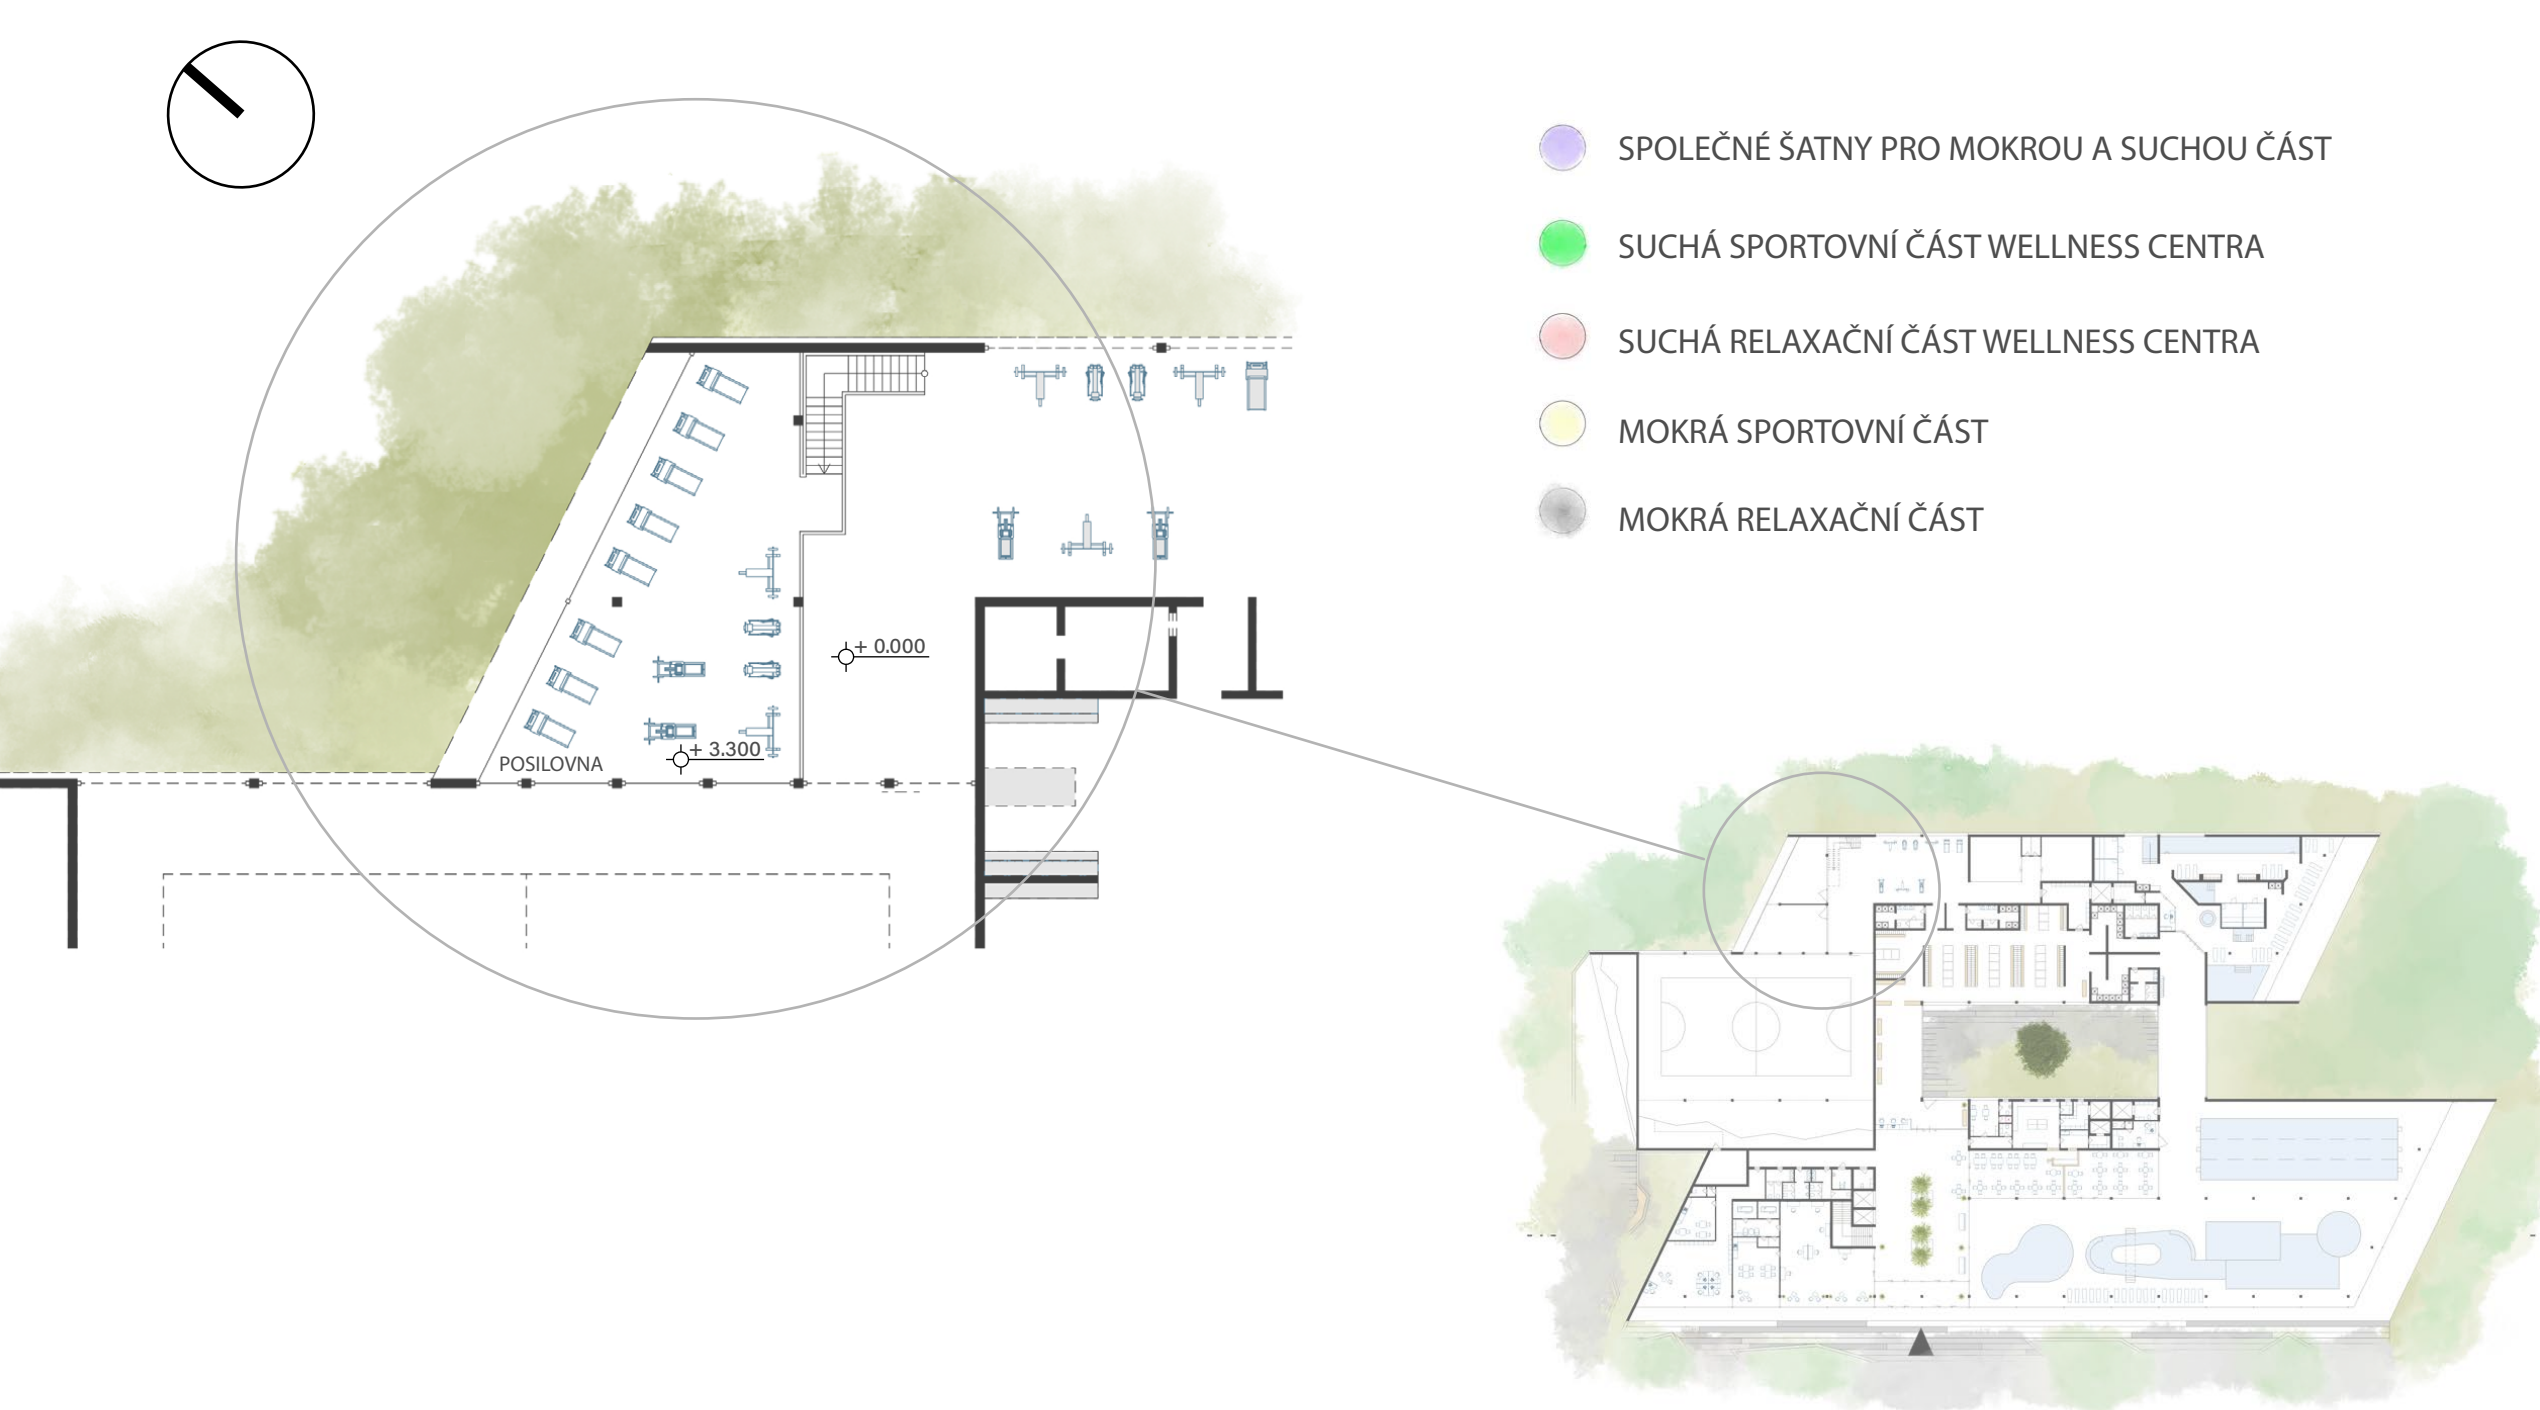 SPOLEČNÉ ŠATNY PRO MOKROU A SUCHOU ČÁST
SUCHÁ SPORTOVNÍ ČÁST WELLNESS CENTRA
SUCHÁ RELAXAČNÍ ČÁST WELLNESS CENTRA
MOKRÁ SPORTOVNÍ ČÁST
MOKRÁ RELAXAČNÍ ČÁST
+ 0.000
+ 3.300
POSILOVNA